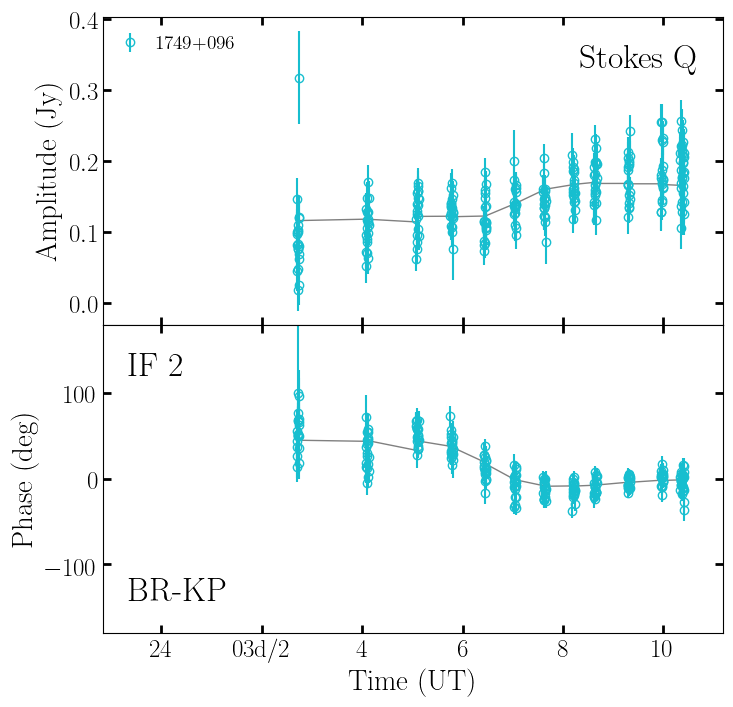 0.4
1749+096
Stokes Q
0.3
0.2
0.1
0.0
Amplitude (Jy)
IF 2
100
0
−100
Phase (deg)
BR-KP
24 03d/2 4 6 8 10
Time (UT)